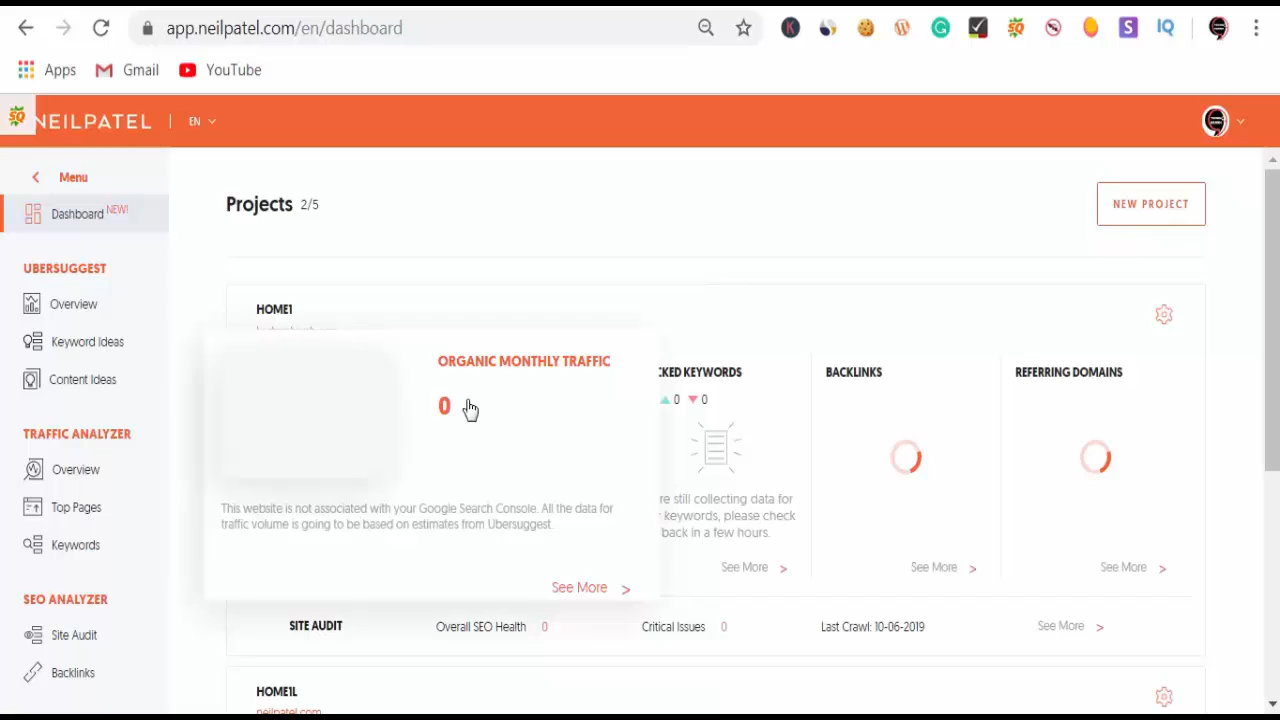 app.neilpatel.com/en/dashboard
Apps
Gmail
YouTube
NEILPATEL
EN
Menu
Dashboard NEW!
UBERSUGGEST
Overview
Keyword Ideas
Content Ideas
TRAFFIC ANALYZER
Overview
Top Pages
Keywords
SEO ANALYZER
Site Audit
Backlinks
Projects 2/5
NEW PROJECT
HOME1
ORGANIC MONTHLY TRAFFIC
0
This website is not associated with your Google Search Console. All the data for
traffic volume is going to be based on estimates from Ubersuggest.
See More >
CKED KEYWORDS
0 0
re still collecting data for
keywords, please check
back in a few hours.
See More >
BACKLINKS
See More >
REFERRING DOMAINS
See More >
SITE AUDIT
Overall SEO Health 0
Critical Issues 0
Last Crawl: 10-06-2019
See More >
HOME1L
neilpatel.com